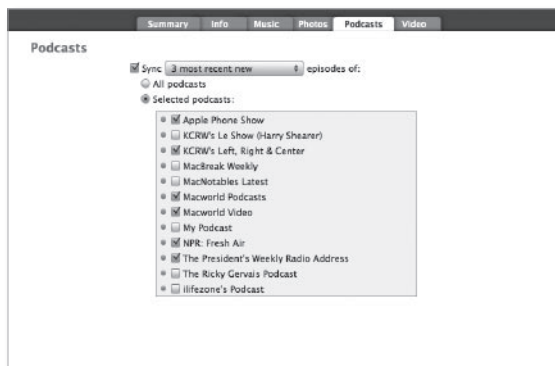 Summary Info Music Photos Podcasts Video
Podcasts
Sync 3 most recent new episodes of:
All podcasts
Selected podcasts:
Apple Phone Show
KCRW's Le Show (Harry Shearer)
KCRW's Left, Right & Center
MacBreak Weekly
MacNotables Latest
Macworld Podcasts
Macworld Video
My Podcast
NPR: Fresh Air
The President's Weekly Radio Address
The Ricky Gervais Podcast
ilifezone's Podcast